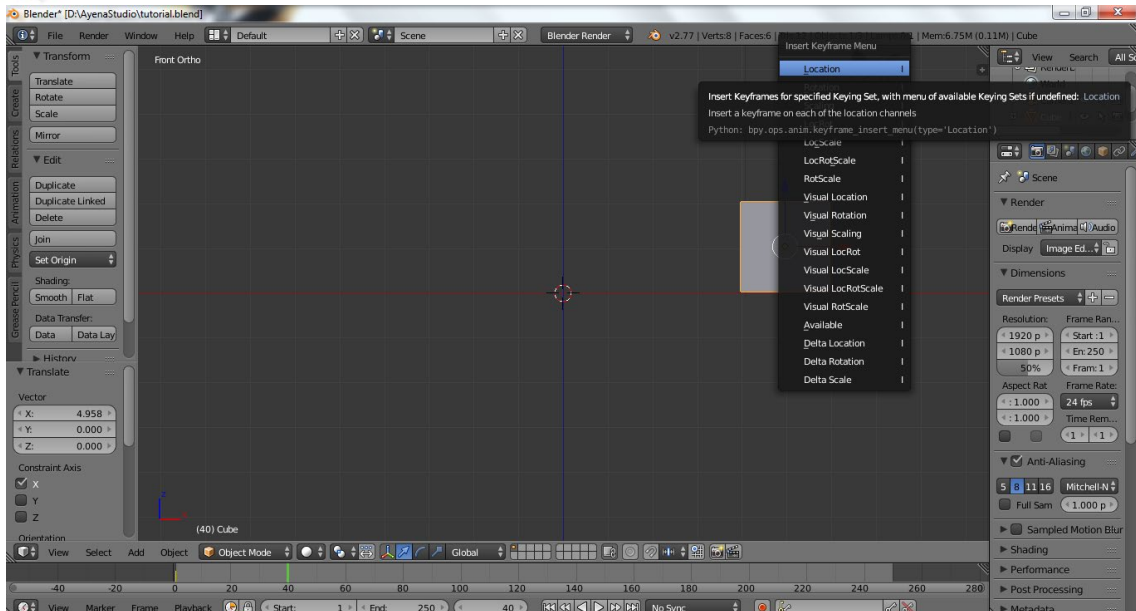 Blender* [D:\AyenaStudio\tutorial.blend]
File Render Window Help Default Scene Blender Render v2.77 | Verts:8 | Faces:6 | Mem:6.75M (0.11M) | Cube
Tools
Create
Relations
Animation
Physics
Grease Pencil
Transform
Translate
Rotate
Scale
Mirror
Edit
Duplicate
Duplicate Linked
Delete
Join
Set Origin
Shading:
Smooth Flat
Data Transfer:
Data Data Lay
History
Translate
Vector
X: 4.958
Y: 0.000
Z: 0.000
Constraint Axis
X
Y
Z
Orientation
Front Ortho
Insert Keyframe Menu
Location I
Insert Keyframes for specified Keying Set, with menu of available Keying Sets if undefined: Location
Insert a keyframe on each of the location channels
Python: bpy.ops.anim.keyframe_insert_menu(type='Location')
LocScale I
LocRotScale I
RotScale I
Visual Location I
Visual Rotation I
Visual Scaling I
Visual LocRot I
Visual LocScale I
Visual LocRotScale I
Visual RotScale I
Available I
Delta Location I
Delta Rotation I
Delta Scale I
z
(40) Cube
View Select Add Object Object Mode Global
-40 -20 0 20 40 60 80 100 120 140 160 180 200 220 240 260 280
View Marker Frame Playback Start: 1 End: 250 40 No Sync
View Search All Sc
Scene
Render
Rende Anima Audio
Display Image Ed...
Dimensions
Render Presets
Resolution: Frame Ran...
1920 p Start :1
1080 p En: 250
50% Fram: 1
Aspect Rat Frame Rate:
: 1.000 24 fps
: 1.000 Time Rem...
1 1
Anti-Aliasing
5 8 11 16 Mitchell-N
Full Sam 1.000 p
Sampled Motion Blur
Shading
Performance
Post Processing
Metadata